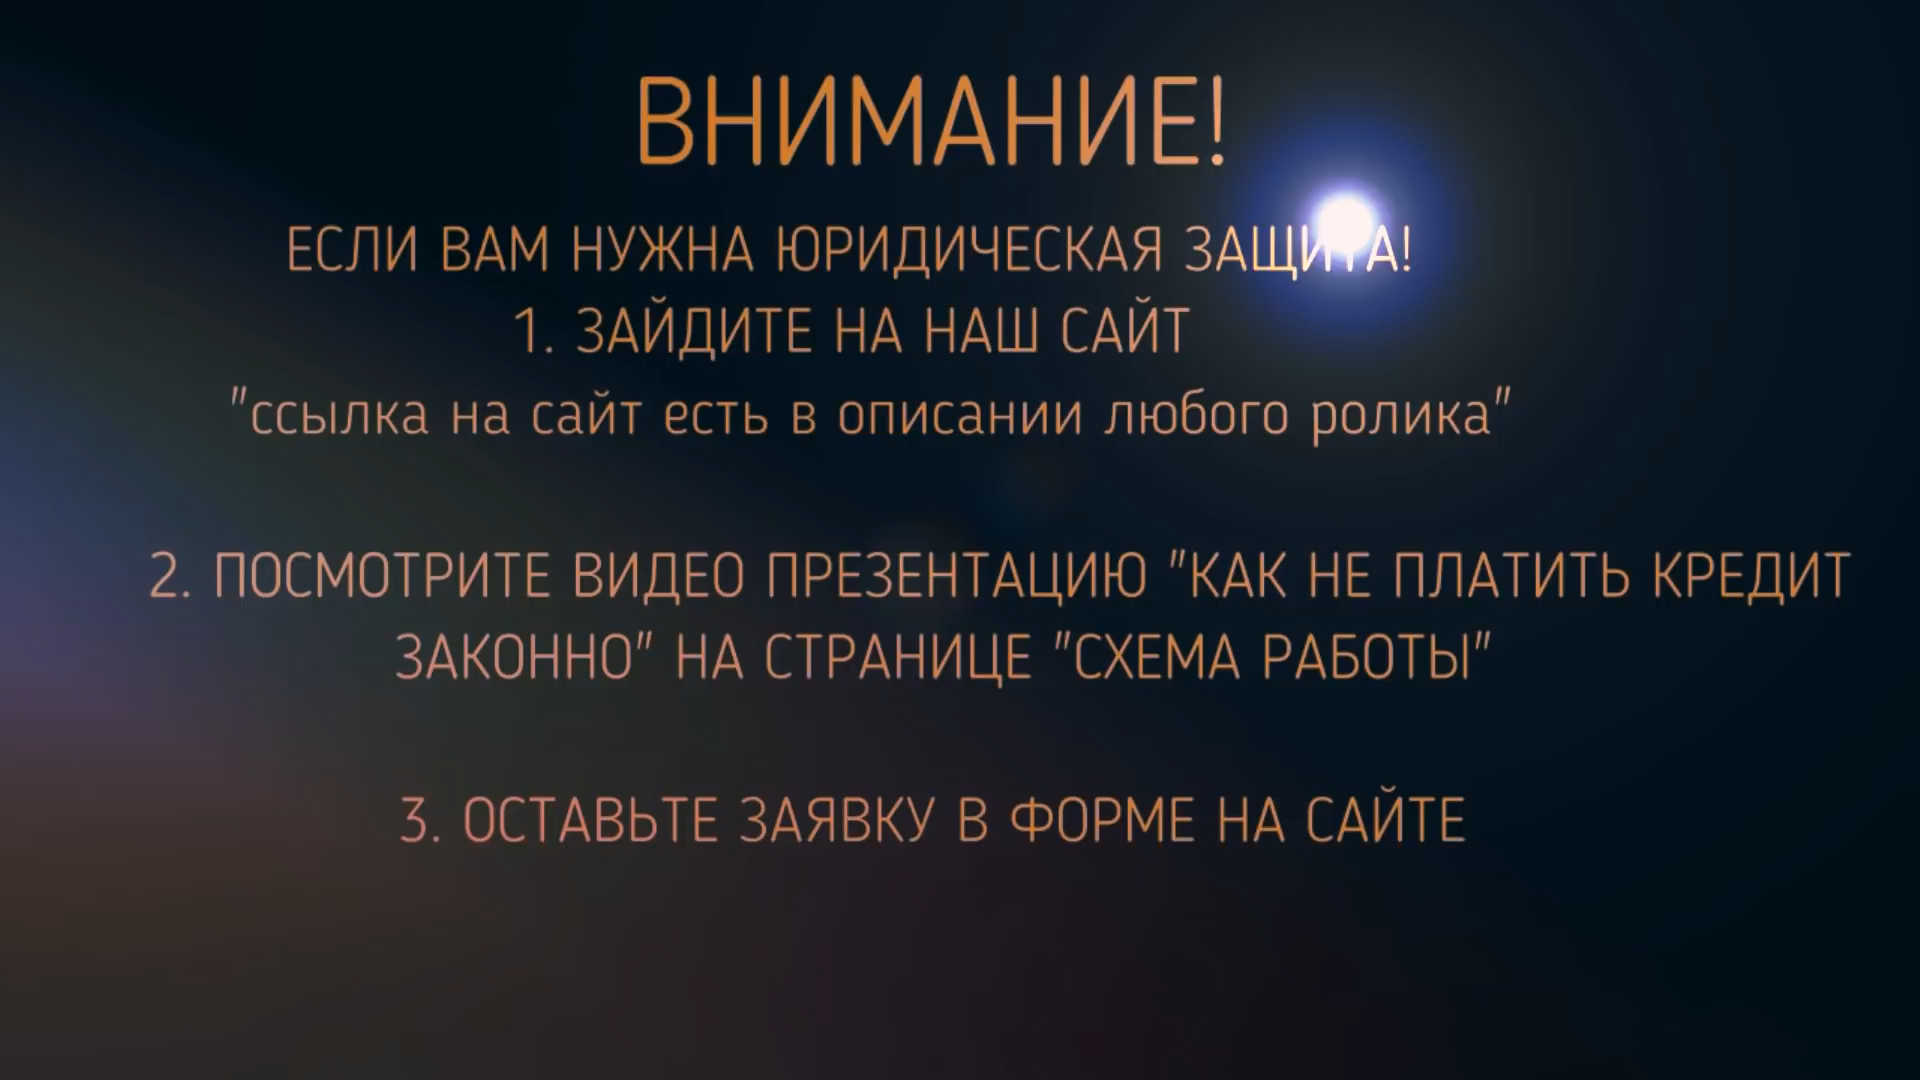 ВНИМАНИЕ!
ЕСЛИ ВАМ НУЖНА ЮРИДИЧЕСКАЯ ЗАЩИТА!
1. ЗАЙДИТЕ НА НАШ САЙТ
"ссылка на сайт есть в описании любого ролика"
2. ПОСМОТРИТЕ ВИДЕО ПРЕЗЕНТАЦИЮ "КАК НЕ ПЛАТИТЬ КРЕДИТ
ЗАКОННО" НА СТРАНИЦЕ "СХЕМА РАБОТЫ"
3. ОСТАВЬТЕ ЗАЯВКУ В ФОРМЕ НА САЙТЕ